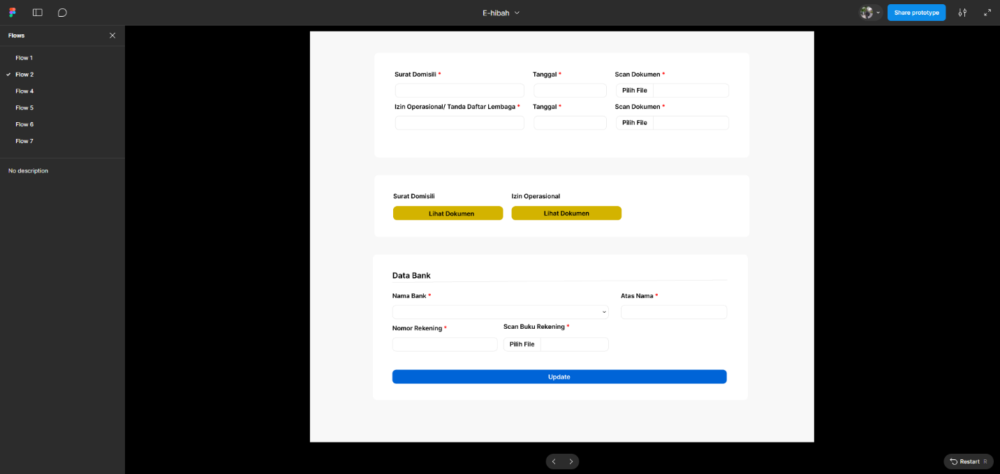 E-hibah
Share prototype
Flows
Flow 1
Flow 2
Flow 4
Flow 5
Flow 6
Flow 7
No description
Surat Domisili * Tanggal * Scan Dokumen *
Pilih File
Izin Operasional/ Tanda Daftar Lembaga * Tanggal * Scan Dokumen *
Pilih File
Surat Domisili Izin Operasional
Lihat Dokumen Lihat Dokumen
Data Bank
Nama Bank * Atas Nama *
Nomor Rekening * Scan Buku Rekening *
Pilih File
Update
Restart R